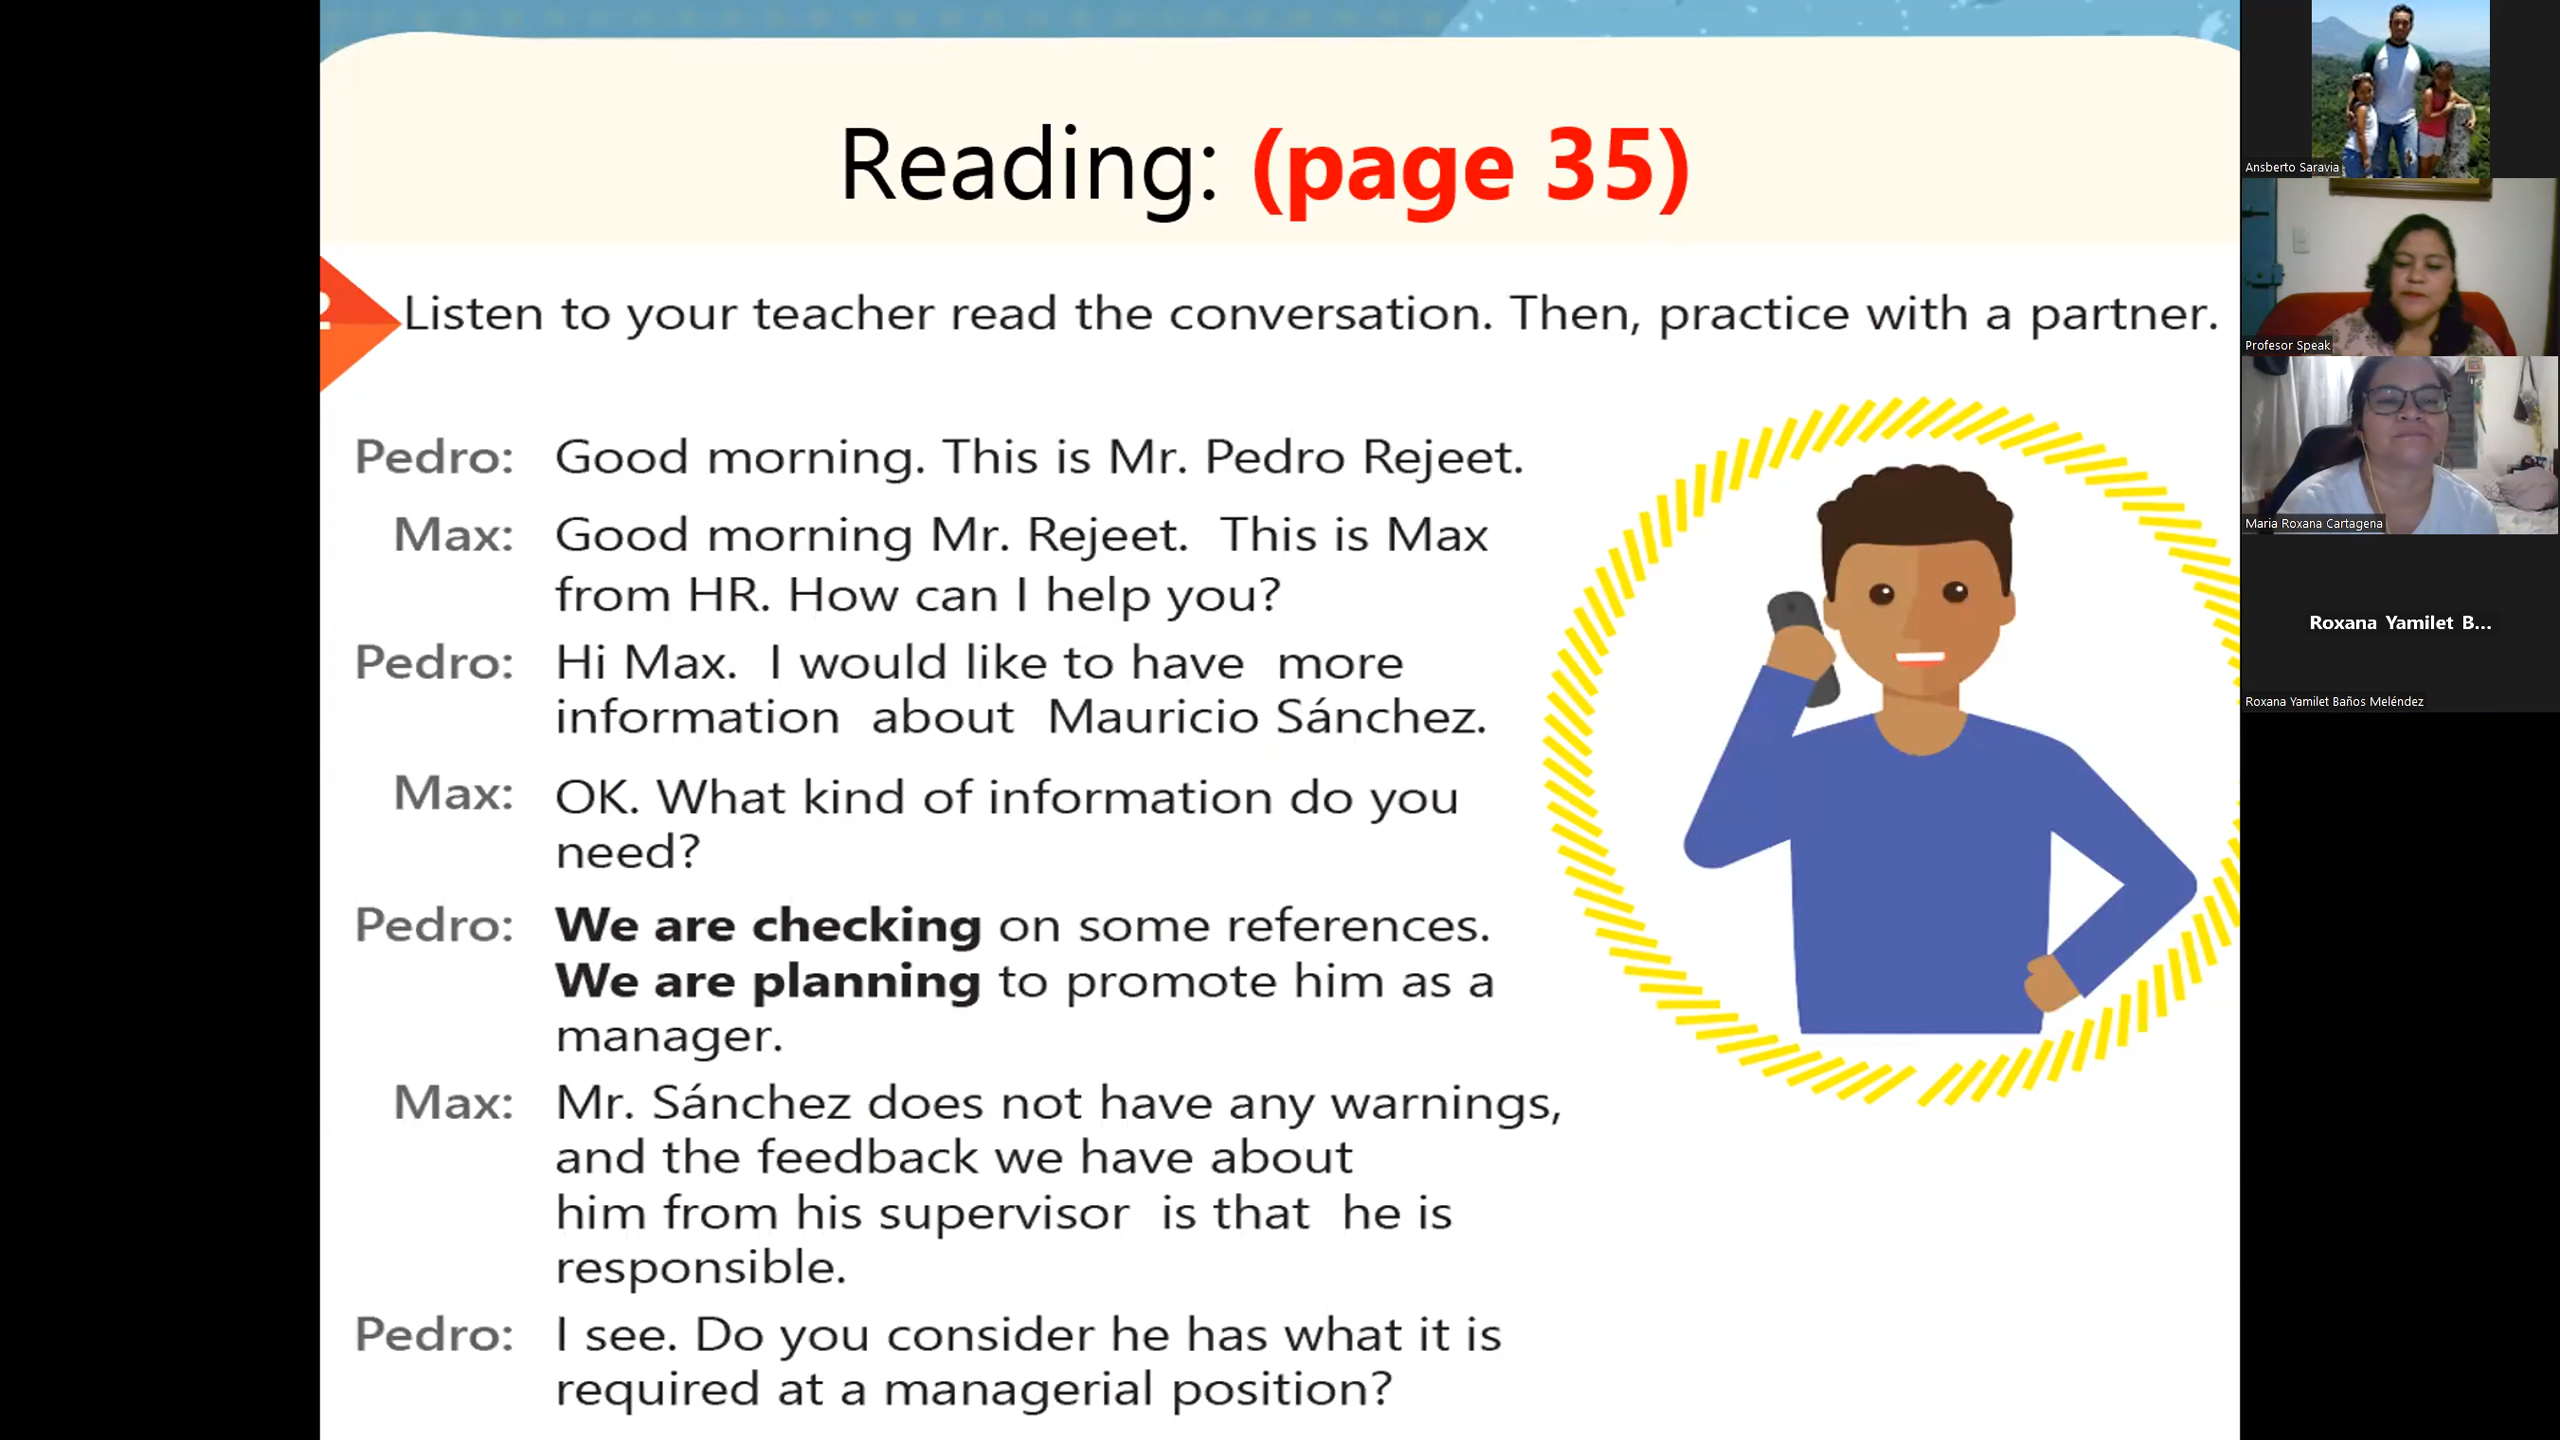 Reading: (page 35)
Listen to your teacher read the conversation. Then, practice with a partner.
Pedro: Good morning. This is Mr. Pedro Rejeet.
Max: Good morning Mr. Rejeet. This is Max
from HR. How can I help you?
Pedro: Hi Max. I would like to have more
information about Mauricio Sánchez.
Max: OK. What kind of information do you
need?
Pedro: We are checking on some references.
We are planning to promote him as a
manager.
Max: Mr. Sánchez does not have any warnings,
and the feedback we have about
him from his supervisor is that he is
responsible.
Pedro: I see. Do you consider he has what it is
required at a managerial position?
Ansberto Saravia
Profesor Speak
Maria Roxana Cartagena
Roxana Yamilet B...
Roxana Yamilet Baños Meléndez